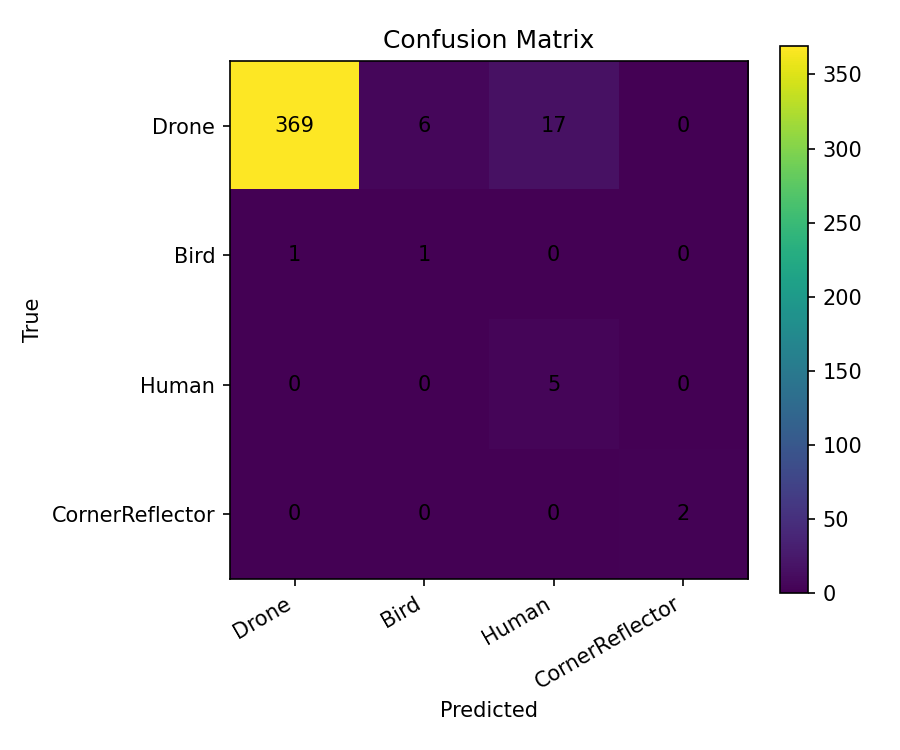 Confusion Matrix
Drone 369 6 17 0
Bird 1 1 0 0
Human 0 0 5 0
CornerReflector 0 0 0 2
Drone Bird Human CornerReflector
Predicted
True
350
300
250
200
150
100
50
0